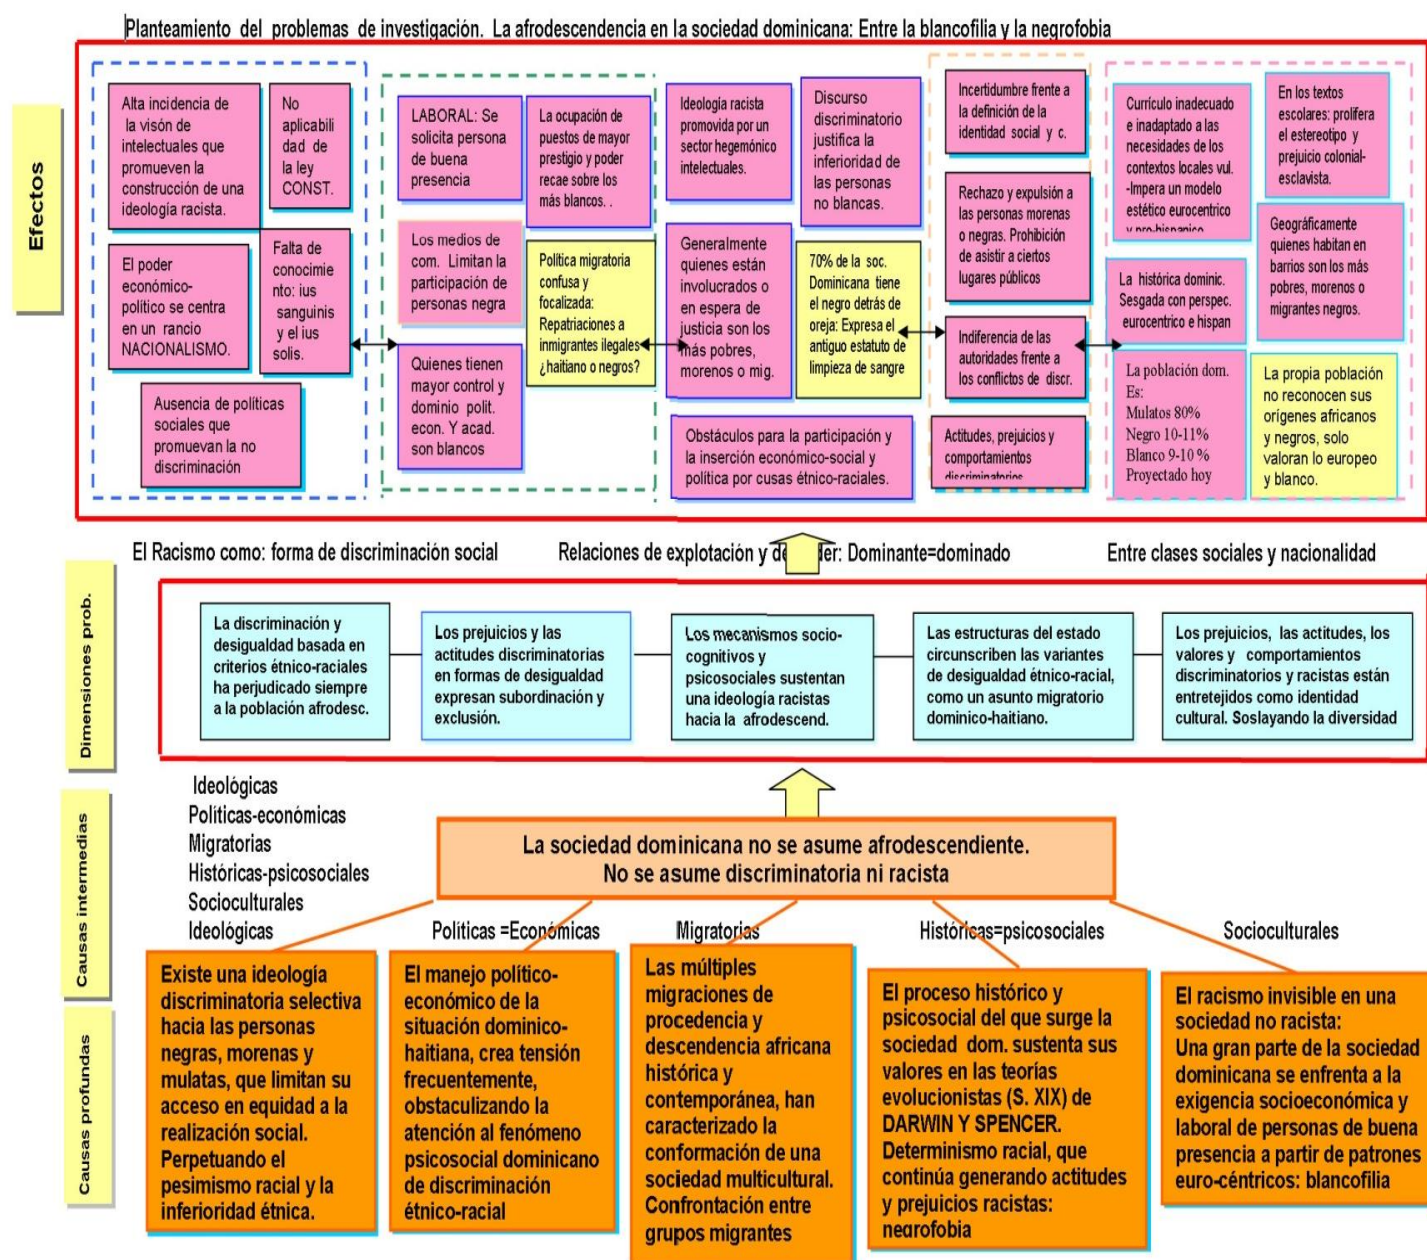 Planteamiento del problemas de investigación. La afrodescendencia en la sociedad dominicana: Entre la blancofilia y la negrofobia
Efectos
Alta incidencia de
la visón de
intelectuales que
promueven la
construcción de una
ideología racista.
No
aplicabili
dad de
la ley
CONST.
El poder
económico-
político se centra
en un rancio
NACIONALISMO.
Falta de
conocimie
nto: ius
sanguinis
y el ius
solis.
Ausencia de políticas
sociales que
promuevan la no
discriminación
LABORAL: Se
solicita persona
de buena
presencia
La ocupación de
puestos de mayor
prestigio y poder
recae sobre los
más blancos. .
Los medios de
com. Limitan la
participación de
personas negra
Política migratoria
confusa y
focalizada:
Repatriaciones a
inmigrantes ilegales
¿haitiano o negros?
Quienes tienen
mayor control y
dominio polit.
econ. Y acad.
son blancos
Ideología racista
promovida por un
sector hegemónico
intelectuales.
Discurso
discriminatorio
justifica la
inferioridad de
las personas
no blancas.
Generalmente
quienes están
involucrados o
en espera de
justicia son los
más pobres,
morenos o mig.
70% de la soc.
Dominicana tiene
el negro detrás de
oreja: Expresa el
antiguo estatuto de
limpieza de sangre
Obstáculos para la participación y
la inserción económico-social y
política por cusas étnico-raciales.
Incertidumbre frente a
la definición de la
identidad social y c.
Rechazo y expulsión a
las personas morenas
o negras. Prohibición
de asistir a ciertos
lugares públicos
Indiferencia de las
autoridades frente a
los conflictos de discr.
Actitudes, prejuicios y
comportamientos
discriminatorios
Currículo inadecuado
e inadaptado a las
necesidades de los
contextos locales vul.
-Impera un modelo
estético eurocentrico
y pro-hispanico
En los textos
escolares: prolifera
el estereotipo y
prejuicio colonial-
esclavista.
Geográficamente
quienes habitan en
barrios son los más
pobres, morenos o
migrantes negros.
La histórica dominic.
Sesgada con perspec.
eurocentrico e hispan
La población dom.
Es:
Mulatos 80%
Negro 10-11%
Blanco 9-10 %
Proyectado hoy
La propia población
no reconocen sus
orígenes africanos
y negros, solo
valoran lo europeo
y blanco.
El Racismo como: forma de discriminación social
Relaciones de explotación y de der: Dominante=dominado
Entre clases sociales y nacionalidad
Dimensiones prob.
La discriminación y
desigualdad basada en
criterios étnico-raciales
ha perjudicado siempre
a la población afrodesc.
Los prejuicios y las
actitudes discriminatorias
en formas de desigualdad
expresan subordinación y
exclusión.
Los mecanismos socio-
cognitivos y
psicosociales sustentan
una ideología racistas
hacia la afrodescend.
Las estructuras del estado
circunscriben las variantes
de desigualdad étnico-racial,
como un asunto migratorio
dominico-haitiano.
Los prejuicios, las actitudes, los
valores y comportamientos
discriminatorios y racistas están
entretejidos como identidad
cultural. Soslayando la diversidad
Causas intermedias
Ideológicas
Políticas-económicas
Migratorias
Históricas-psicosociales
Socioculturales
La sociedad dominicana no se asume afrodescendiente.
No se asume discriminatoria ni racista
Ideológicas
Políticas =Económicas
Migratorias
Históricas=psicosociales
Socioculturales
Causas profundas
Existe una ideología
discriminatoria selectiva
hacia las personas
negras, morenas y
mulatas, que limitan su
acceso en equidad a la
realización social.
Perpetuando el
pesimismo racial y la
inferioridad étnica.
El manejo político-
económico de la
situación dominico-
haitiana, crea tensión
frecuentemente,
obstaculizando la
atención al fenómeno
psicosocial dominicano
de discriminación
étnico-racial
Las múltiples
migraciones de
procedencia y
descendencia africana
histórica y
contemporánea, han
caracterizado la
conformación de una
sociedad multicultural.
Confrontación entre
grupos migrantes
El proceso histórico y
psicosocial del que surge la
sociedad dom. sustenta sus
valores en las teorías
evolucionistas (S. XIX) de
DARWIN Y SPENCER.
Determinismo racial, que
continúa generando actitudes
y prejuicios racistas:
negrofobia
El racismo invisible en una
sociedad no racista:
Una gran parte de la sociedad
dominicana se enfrenta a la
exigencia socioeconómica y
laboral de personas de buena
presencia a partir de patrones
euro-céntricos: blancofilia